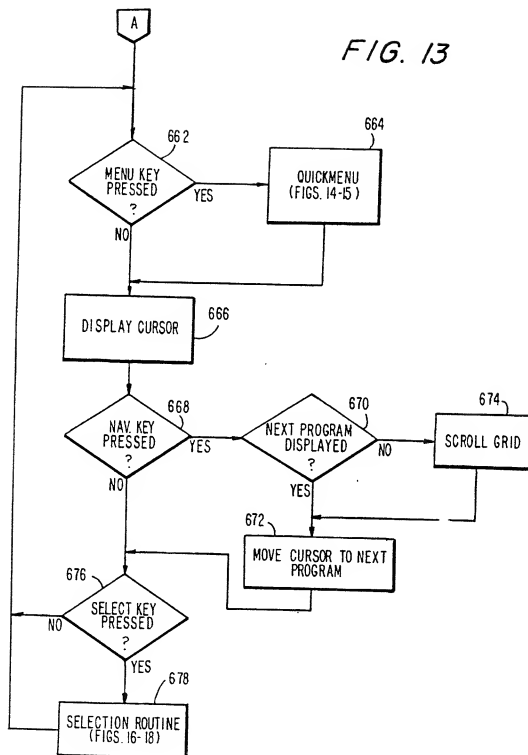 A
FIG. 13
662
MENU KEY
PRESSED
?
YES
NO
664
QUICKMENU
(FIGS. 14-15)
DISPLAY CURSOR
666
668
NAV. KEY
PRESSED
?
YES
NO
670
NEXT PROGRAM
DISPLAYED
?
NO
YES
674
SCROLL GRID
672
MOVE CURSOR TO NEXT
PROGRAM
676
SELECT KEY
PRESSED
?
NO
YES
678
SELECTION ROUTINE
(FIGS. 16-18)